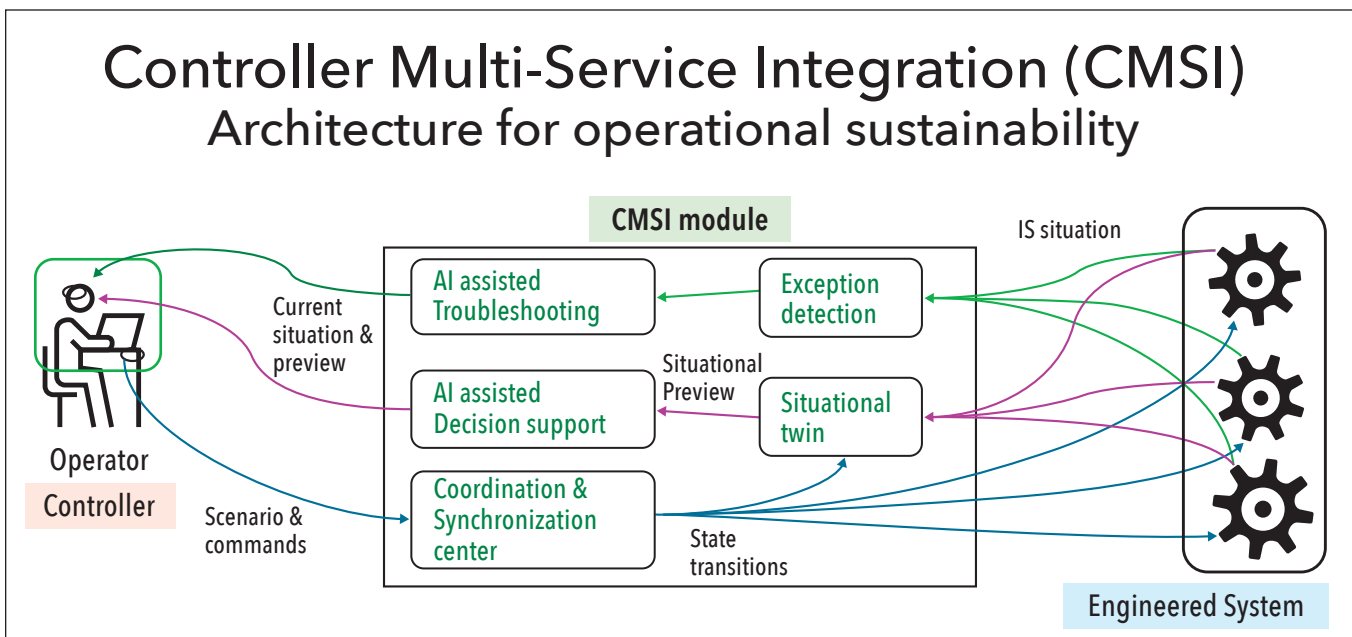 Controller Multi-Service Integration (CMSI)
Architecture for operational sustainability
CMSI module
IS situation
AI assisted
Troubleshooting
Exception
detection
Current
situation &
preview
Situational
Preview
AI assisted
Decision support
Situational
twin
Operator
Controller
Coordination &
Synchronization
center
Scenario &
commands
State
transitions
Engineered System